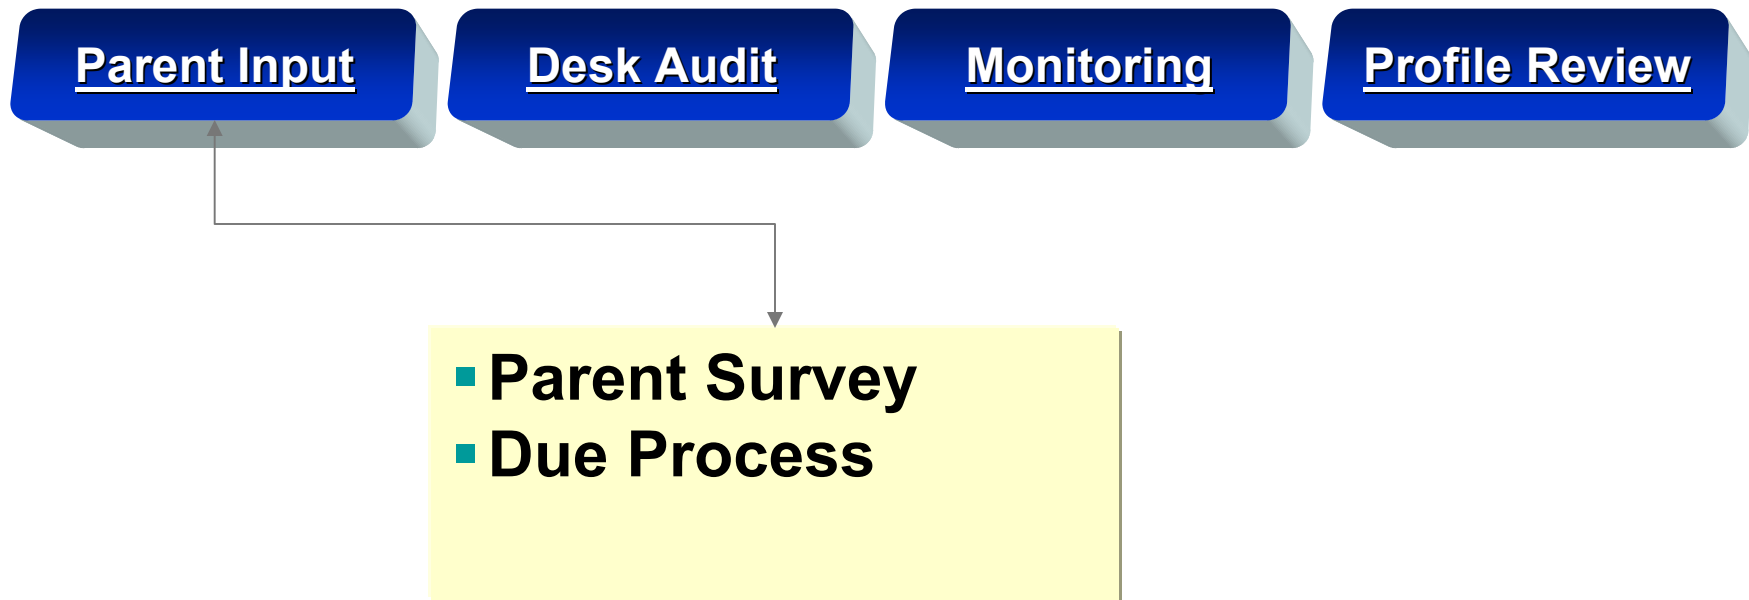 Parent Input
Desk Audit
Monitoring
Profile Review
Parent Survey
Due Process